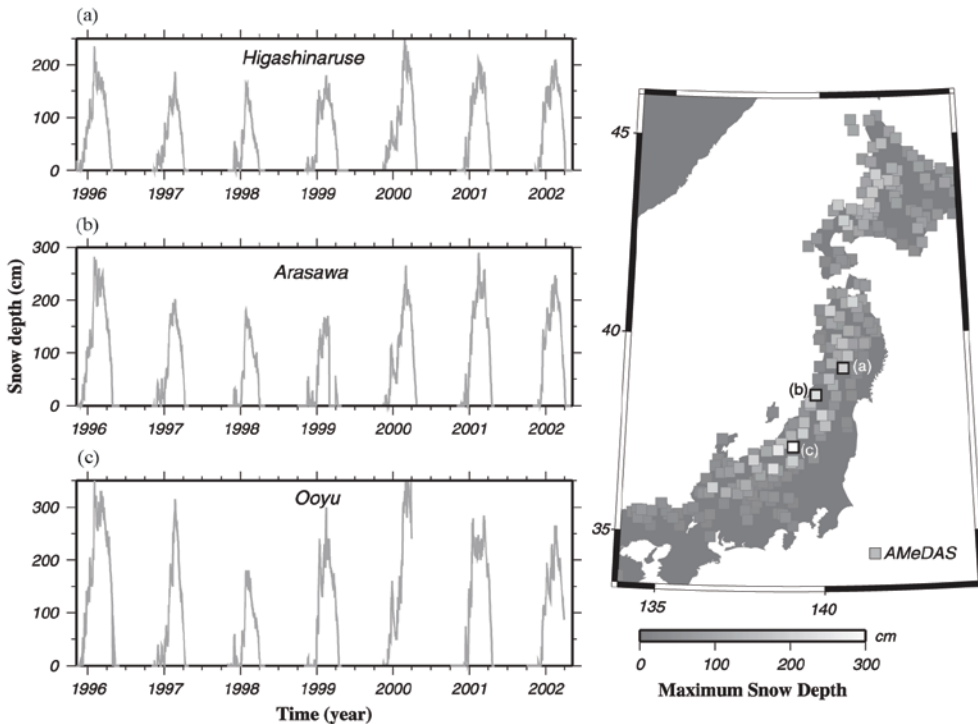 (a)
Higashinaruse
200
100
0
1996 1997 1998 1999 2000 2001 2002
(b)
300
Arasawa
200
100
0
1996 1997 1998 1999 2000 2001 2002
(c)
Ooyu
300
200
100
0
1996 1997 1998 1999 2000 2001 2002
Snow depth (cm)
Time (year)
45
40
35
135 140
(a)
(b)
(c)
AMeDAS
cm
0 100 200 300
Maximum Snow Depth